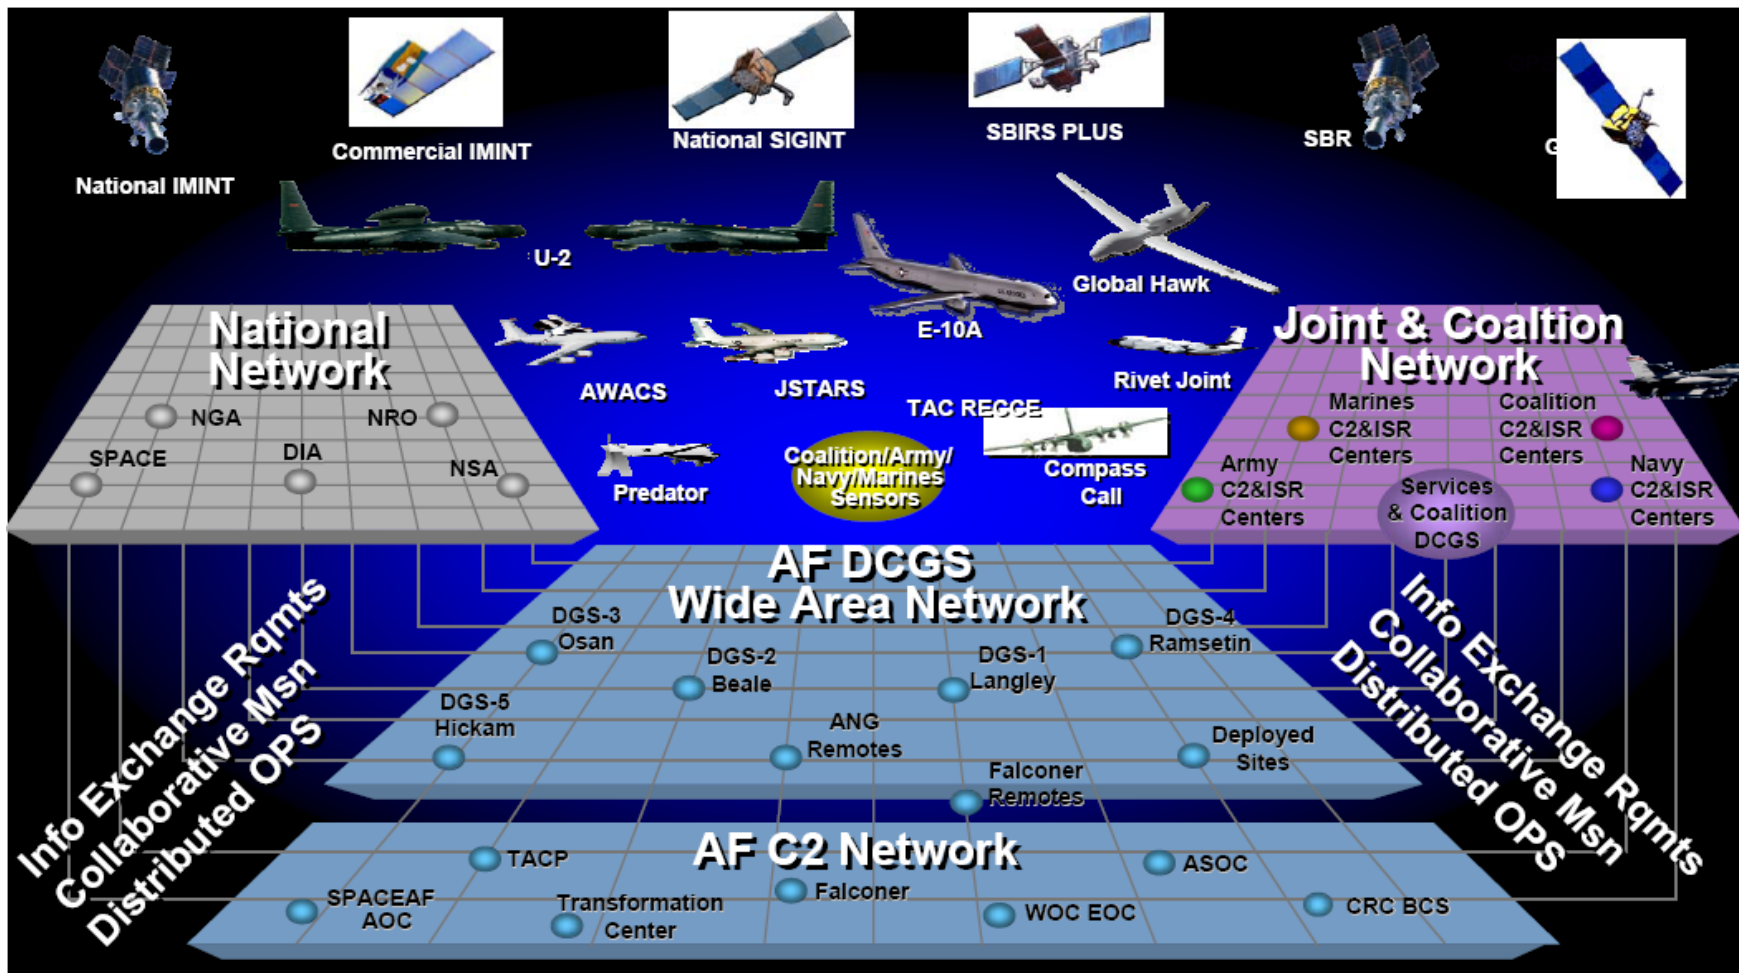 National IMINT
Commercial IMINT
National SIGINT
SBIRS PLUS
SBR
G
U-2
Global Hawk
E-10A
AWACS
JSTARS
Rivet Joint
TAC RECCE
Predator
Coalition/Army/
Navy/Marines
Sensors
Compass
Call
National
Network
NGA
NRO
SPACE
DIA
NSA
Joint & Coaltion
Network
Marines
C2&ISR
Centers
Coalition
C2&ISR
Centers
Army
C2&ISR
Centers
Services
& Coalition
DCGS
Navy
C2&ISR
Centers
AF DCGS
Wide Area Network
DGS-3
Osan
DGS-4
Ramsetin
DGS-2
Beale
DGS-1
Langley
DGS-5
Hickam
ANG
Remotes
Deployed
Sites
Falconer
Remotes
Info Exchange Rqmts
Collaborative Msn
Distributed OPS
Info Exchange Rqmts
Collaborative Msn
Distributed OPS
AF C2 Network
TACP
ASOC
SPACEAF
AOC
Transformation
Center
Falconer
WOC EOC
CRC BCS